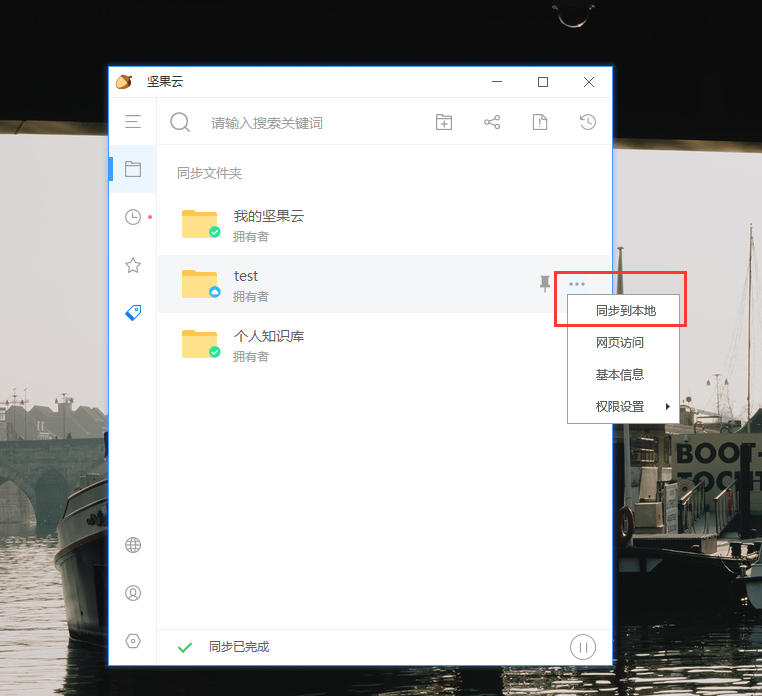 坚果云
请输入搜索关键词
同步文件夹
我的坚果云
拥有者
test
拥有者
同步到本地
个人知识库
拥有者
网页访问
基本信息
权限设置
BOOT-
TOCHT
同步已完成